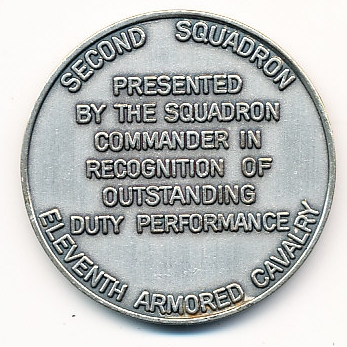 SECOND SQUADRON
PRESENTED
BY THE SQUADRON
COMMANDER IN
RECOGNITION OF
OUTSTANDING
DUTY PERFORMANCE
ELEVENTH ARMORED CAVALRY